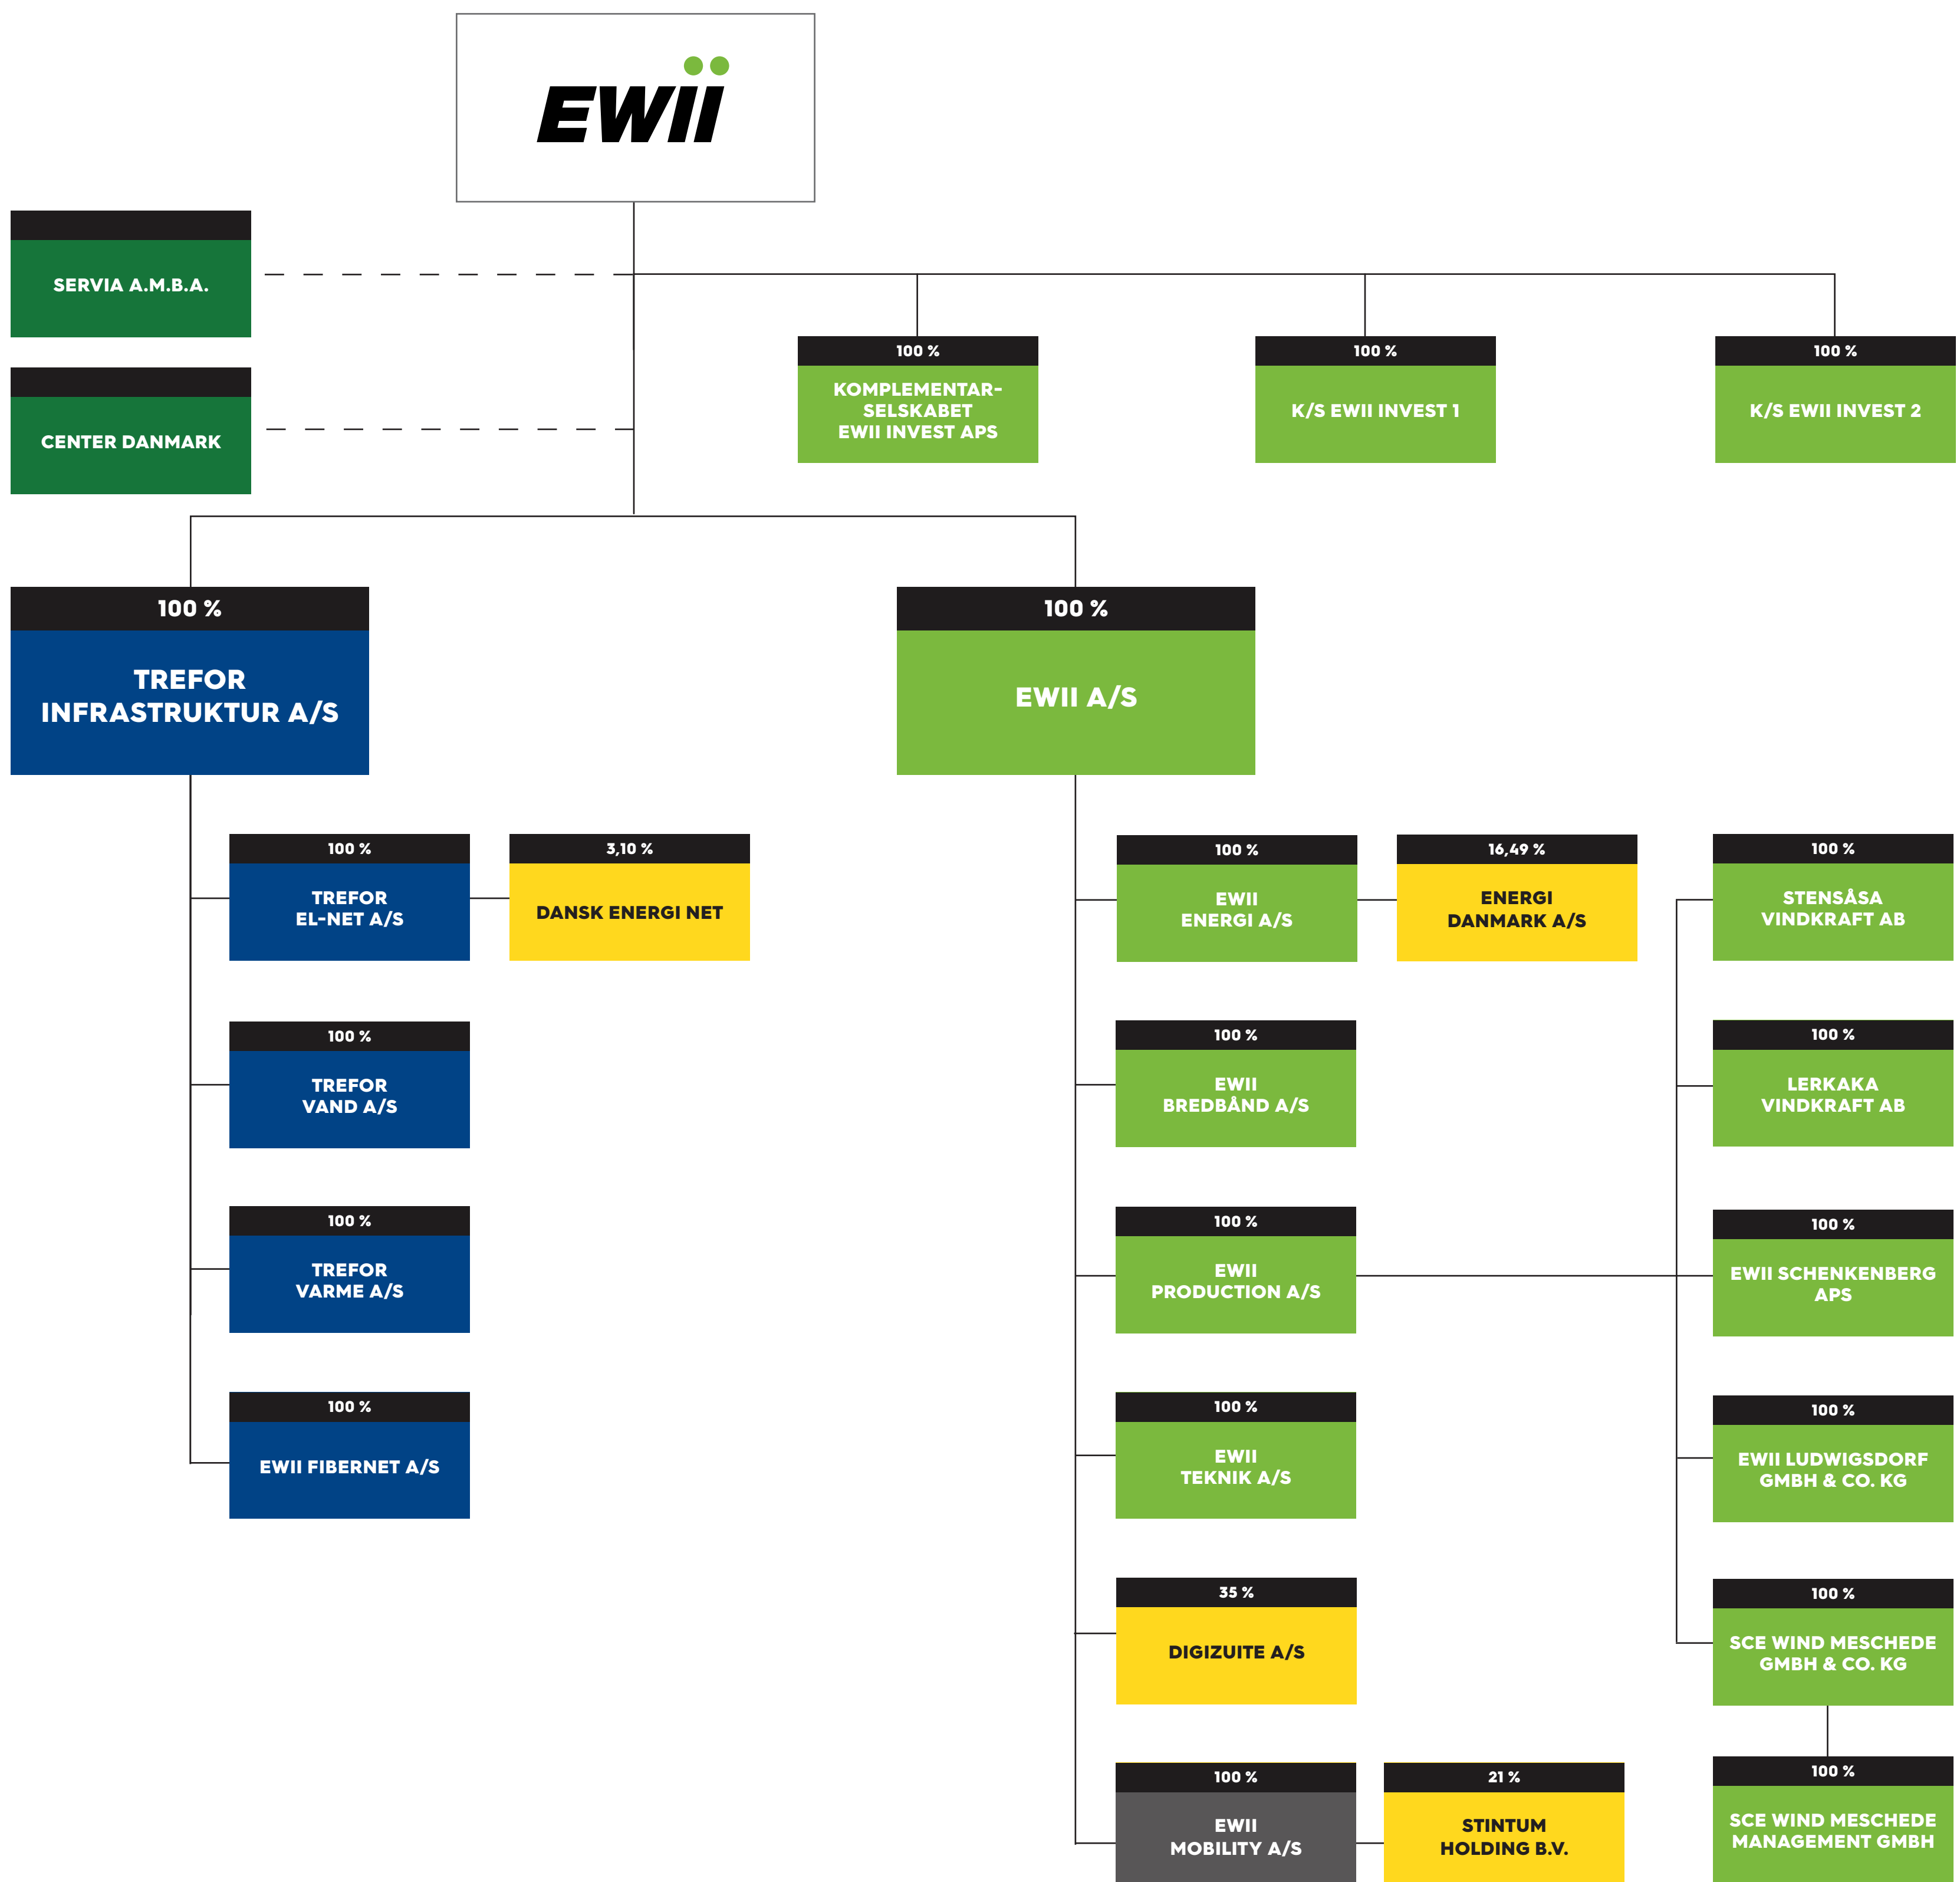 EWII
SERVIA A.M.B.A.
CENTER DANMARK
100 %
KOMPLEMENTAR-
SELSKABET
EWII INVEST APS
100 %
K/S EWII INVEST 1
100 %
K/S EWII INVEST 2
100 %
TREFOR
INFRASTRUKTUR A/S
100 %
EWII A/S
100 %
TREFOR
EL-NET A/S
3,10 %
DANSK ENERGI NET
100 %
TREFOR
VAND A/S
100 %
TREFOR
VARME A/S
100 %
EWII FIBERNET A/S
100 %
EWII
ENERGI A/S
16,49 %
ENERGI
DANMARK A/S
100 %
EWII
BREDBÅND A/S
100 %
EWII
PRODUCTION A/S
100 %
EWII
TEKNIK A/S
35 %
DIGIZUITE A/S
100 %
EWII
MOBILITY A/S
21 %
STINTUM
HOLDING B.V.
100 %
STENSÅSA
VINDKRAFT AB
100 %
LERKAKA
VINDKRAFT AB
100 %
EWII SCHENKENBERG
APS
100 %
EWII LUDWIGSDORF
GMBH & CO. KG
100 %
SCE WIND MESCHEDE
GMBH & CO. KG
100 %
SCE WIND MESCHEDE
MANAGEMENT GMBH